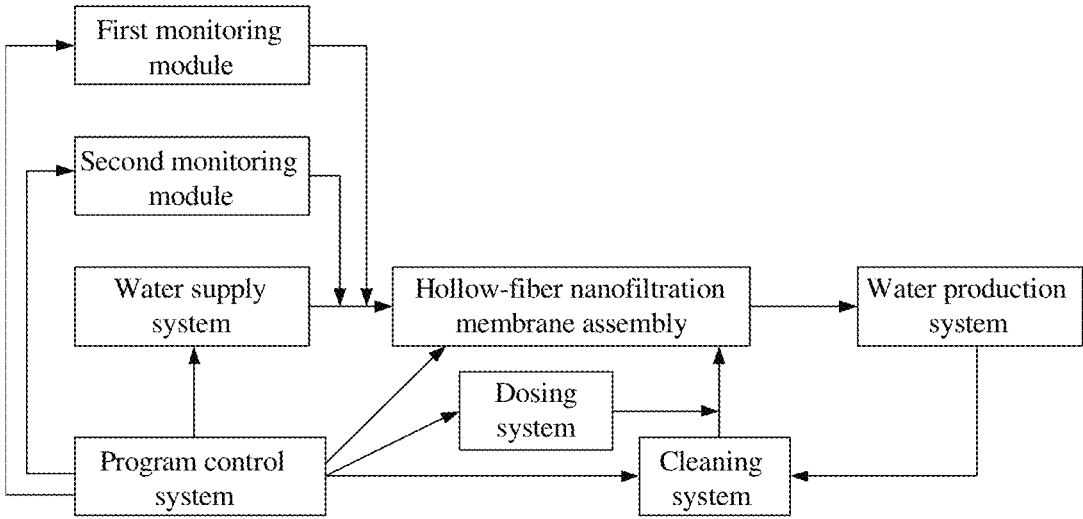 First monitoring
module
Second monitoring
module
Water supply
system
Hollow-fiber nanofiltration
membrane assembly
Water production
system
Dosing
system
Program control
system
Cleaning
system